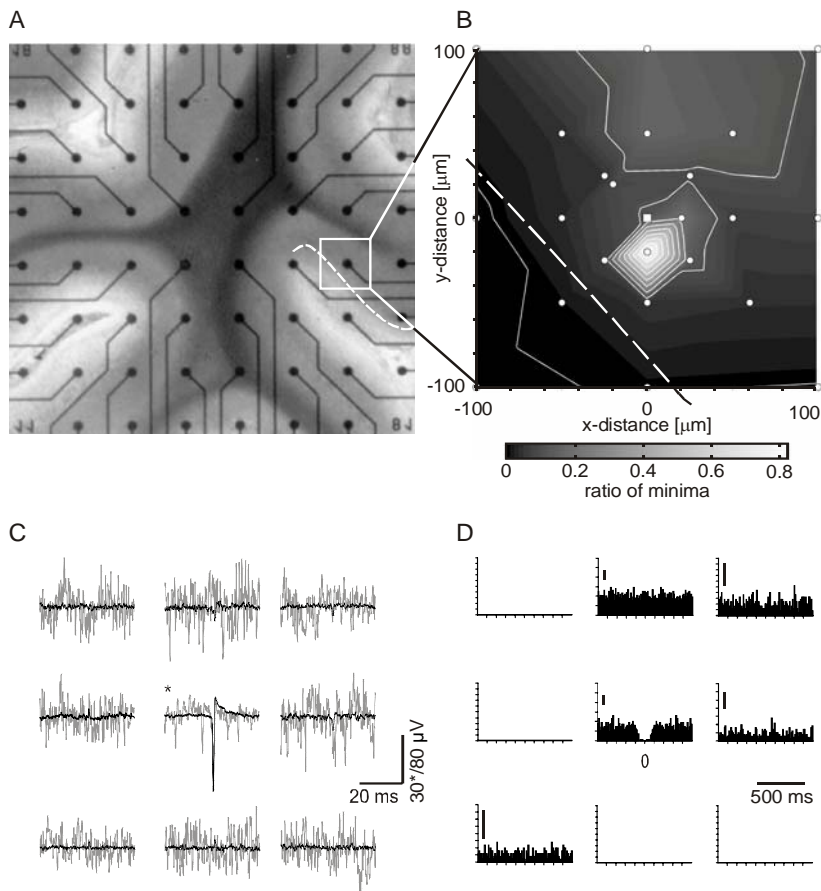 A
B
100
0
-100
y-distance [μm]
-100
0
100
x-distance [μm]
0
0.2
0.4
0.6
0.8
ratio of minima
C
D
*
20 ms
30*/80 μV
0
500 ms